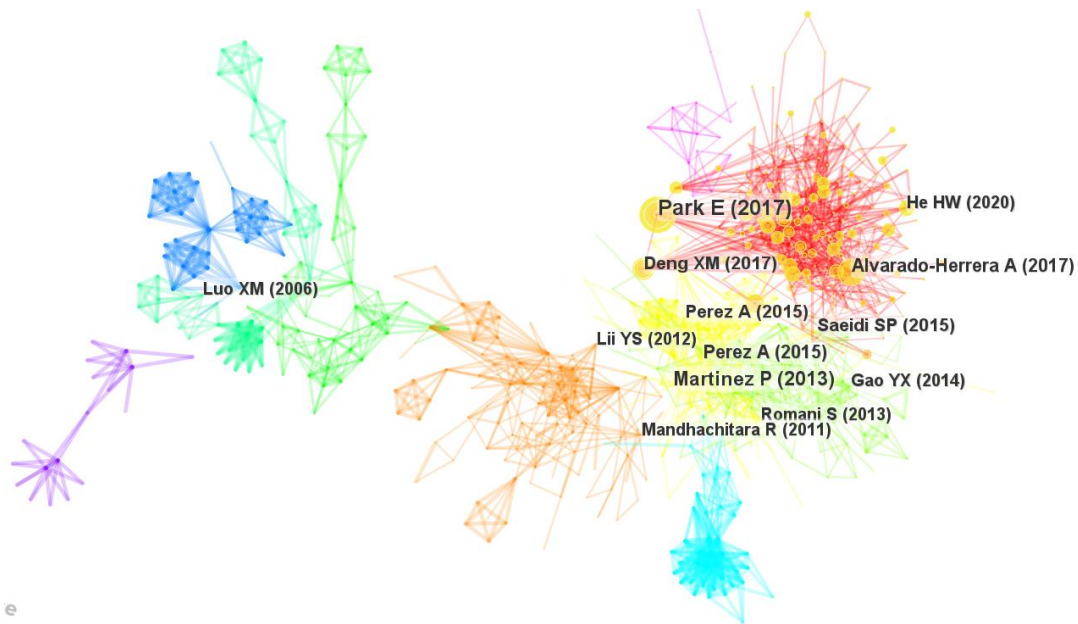 He HW (2020)
Park E (2017)
Deng XM (2017)
Alvarado-Herrera A (2017)
Luo XM (2006)
Perez A (2015)
Saeidi SP (2015)
Lii YS (2012)
Perez A (2015)
Martinez P (2013)
Gao YX (2014)
Romani S (2013)
Mandhachitara R (2011)
e